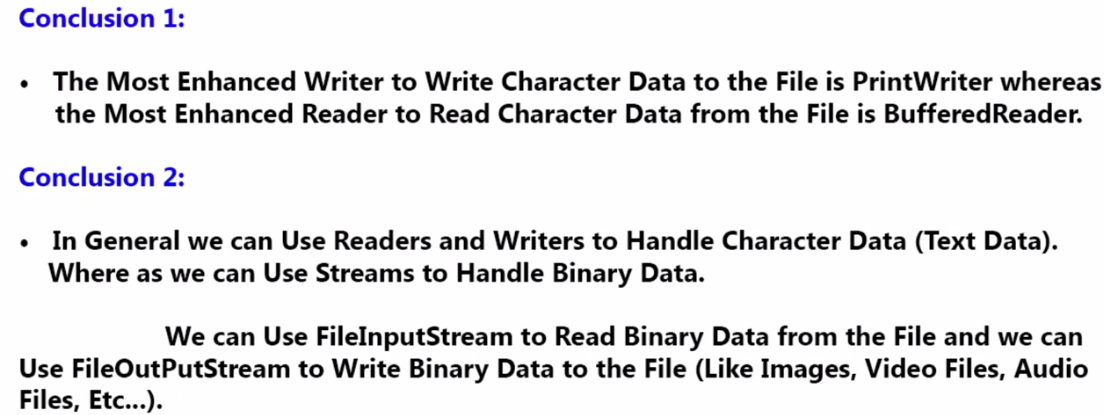 Conclusion 1:
• The Most Enhanced Writer to Write Character Data to the File is PrintWriter whereas
the Most Enhanced Reader to Read Character Data from the File is BufferedReader.
Conclusion 2:
• In General we can Use Readers and Writers to Handle Character Data (Text Data).
Where as we can Use Streams to Handle Binary Data.
We can Use FileInputStream to Read Binary Data from the File and we can
Use FileOutPutStream to Write Binary Data to the File (Like Images, Video Files, Audio
Files, Etc...).